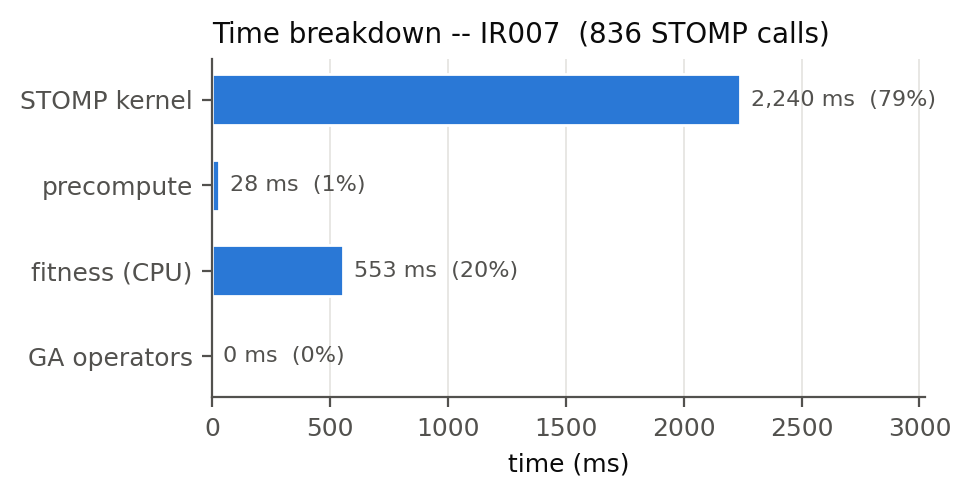 Time breakdown -- IR007  (836 STOMP calls)
STOMP kernel 2,240 ms  (79%)
precompute 28 ms  (1%)
fitness (CPU) 553 ms  (20%)
GA operators 0 ms  (0%)
0 500 1000 1500 2000 2500 3000
time (ms)